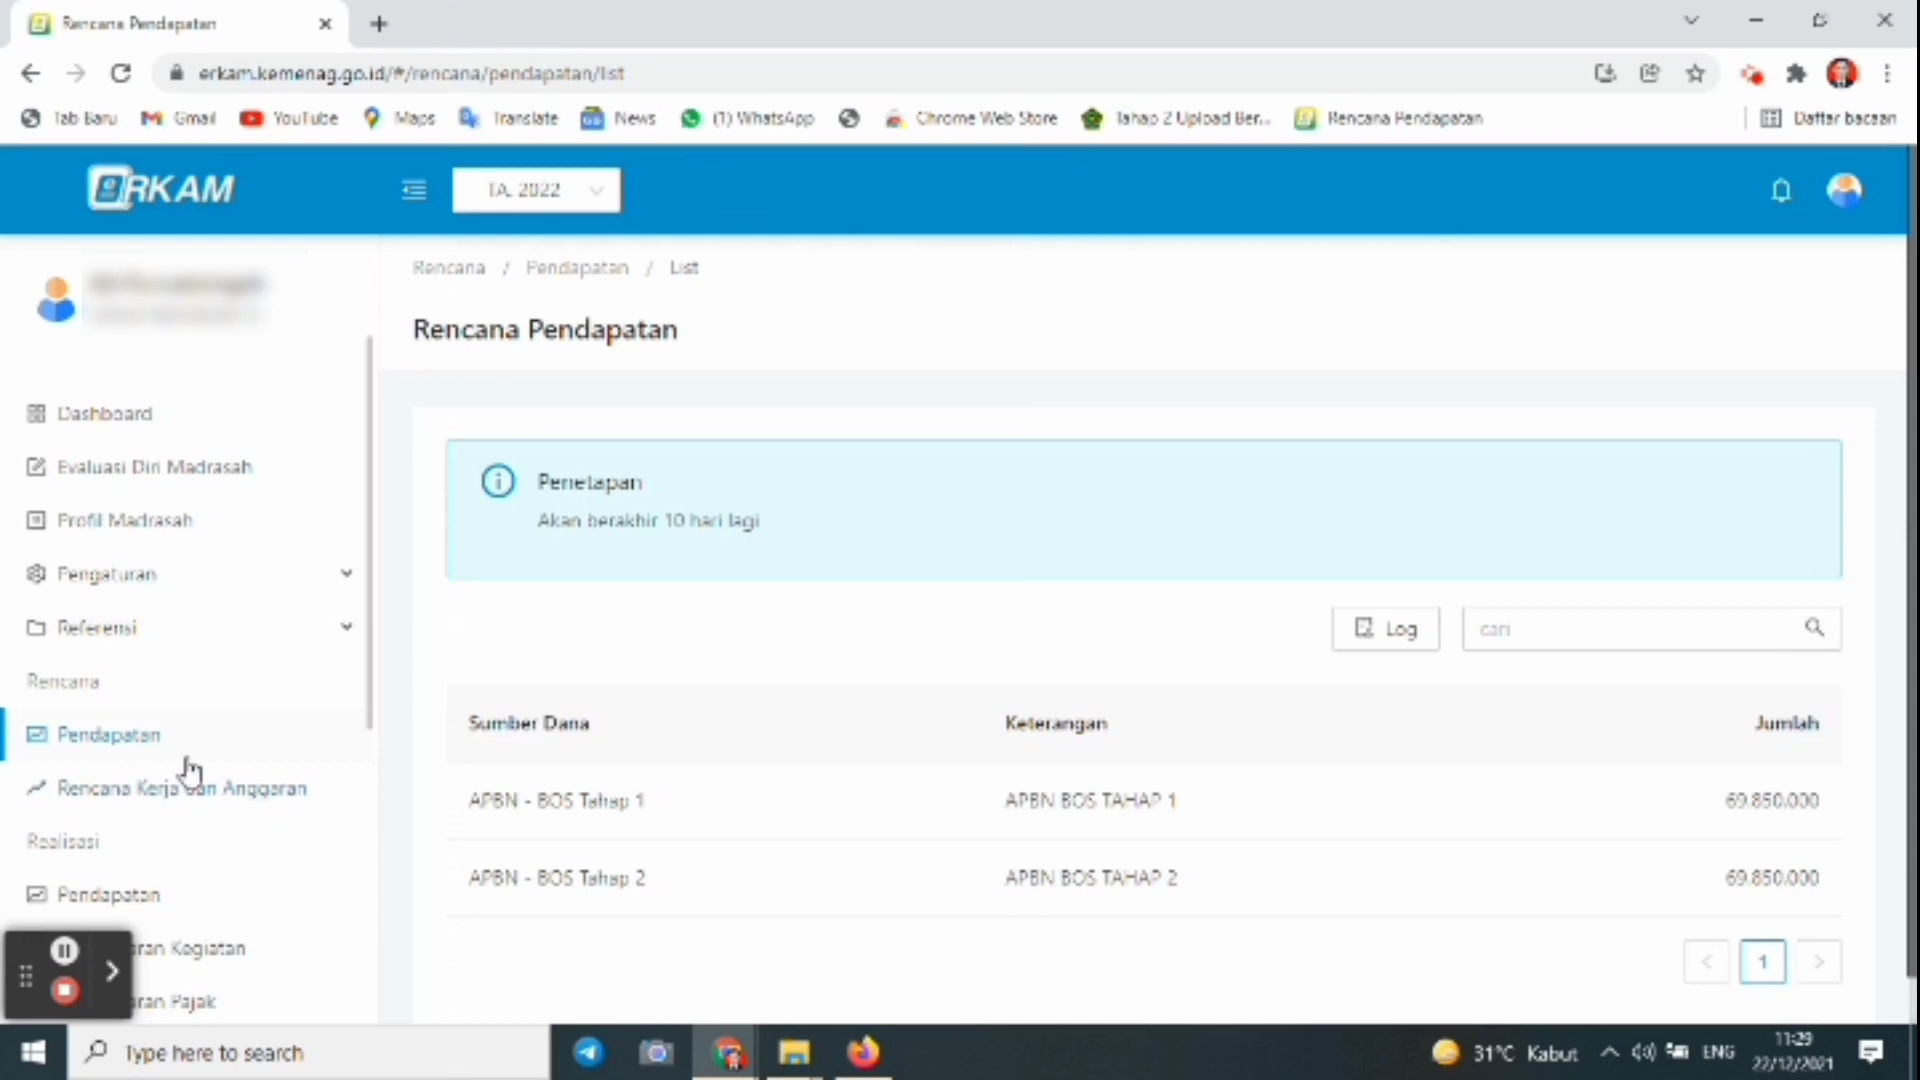 Rencana Pendapatan
erkam.kemenag.go.id/#/rencana/pendapatan/list
Tab Baru
Gmail
YouTube
Maps
Translate
News
(1) WhatsApp
Chrome Web Store
Tahap 2 Upload Ber...
Rencana Pendapatan
Daftar bacaan
eRKAM
TA. 2022
Rencana / Pendapatan / List
Rencana Pendapatan
Dashboard
Evaluasi Diri Madrasah
Profil Madrasah
Pengaturan
Referensi
Rencana
Pendapatan
Rencana Kerja dan Anggaran
Realisasi
Pendapatan
aran Kegiatan
aran Pajak
Penetapan
Akan berakhir 10 hari lagi
Log
cari
Sumber Dana Keterangan Jumlah
APBN - BOS Tahap 1 APBN BOS TAHAP 1 69.850.000
APBN - BOS Tahap 2 APBN BOS TAHAP 2 69.850.000
< 1 >
Type here to search
31°C Kabut
ENG
11:29
22/12/2021